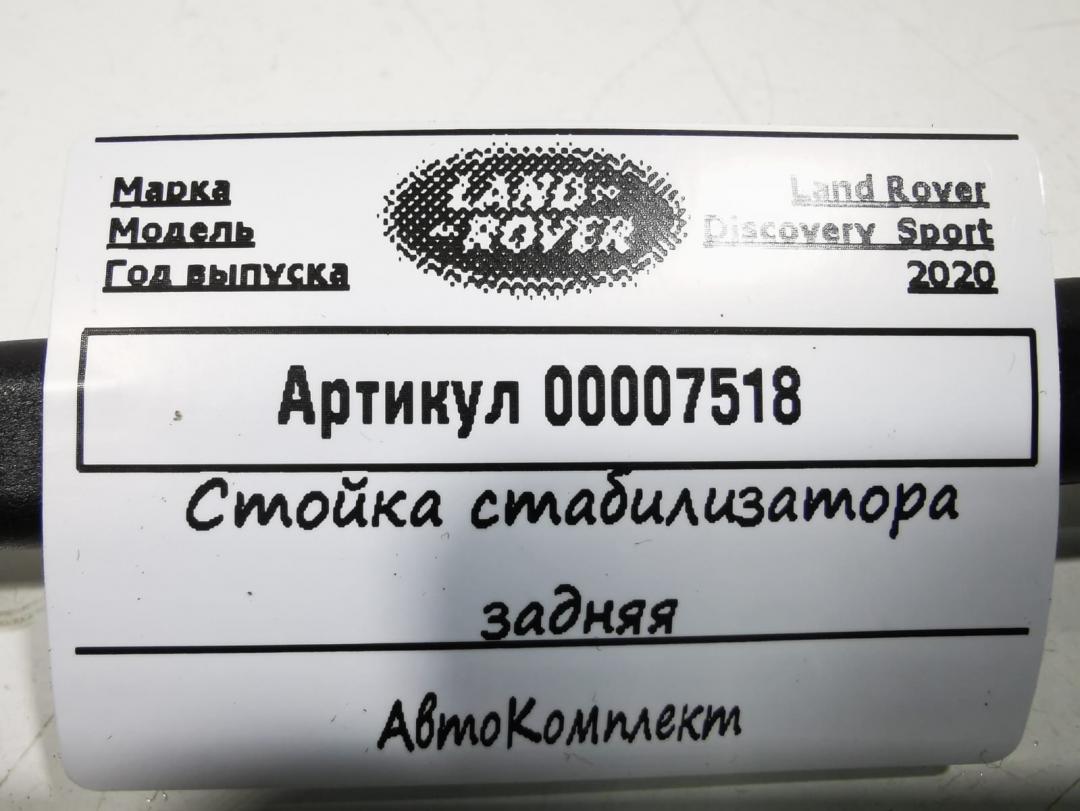 Марка
Модель
Год выпуска
LAND-
-ROVER
Land Rover
Discovery Sport
2020
Артикул 00007518
Стойка стабилизатора
задняя
АвтоКомплект